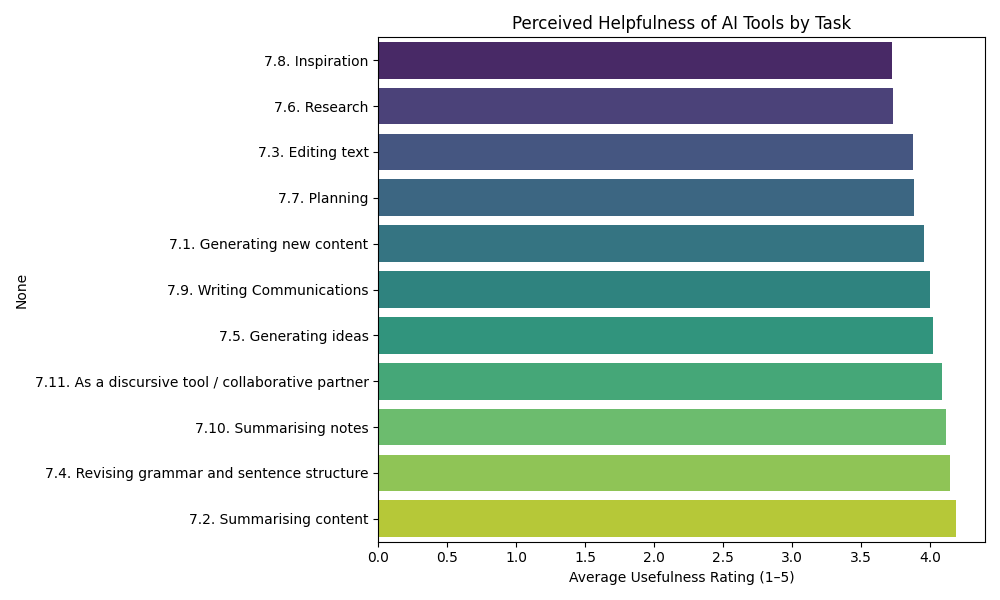 Perceived Helpfulness of AI Tools by Task
7.8. Inspiration
7.6. Research
7.3. Editing text
7.7. Planning
7.1. Generating new content
7.9. Writing Communications
7.5. Generating ideas
7.11. As a discursive tool / collaborative partner
7.10. Summarising notes
7.4. Revising grammar and sentence structure
7.2. Summarising content
None
0.0 0.5 1.0 1.5 2.0 2.5 3.0 3.5 4.0
Average Usefulness Rating (1–5)